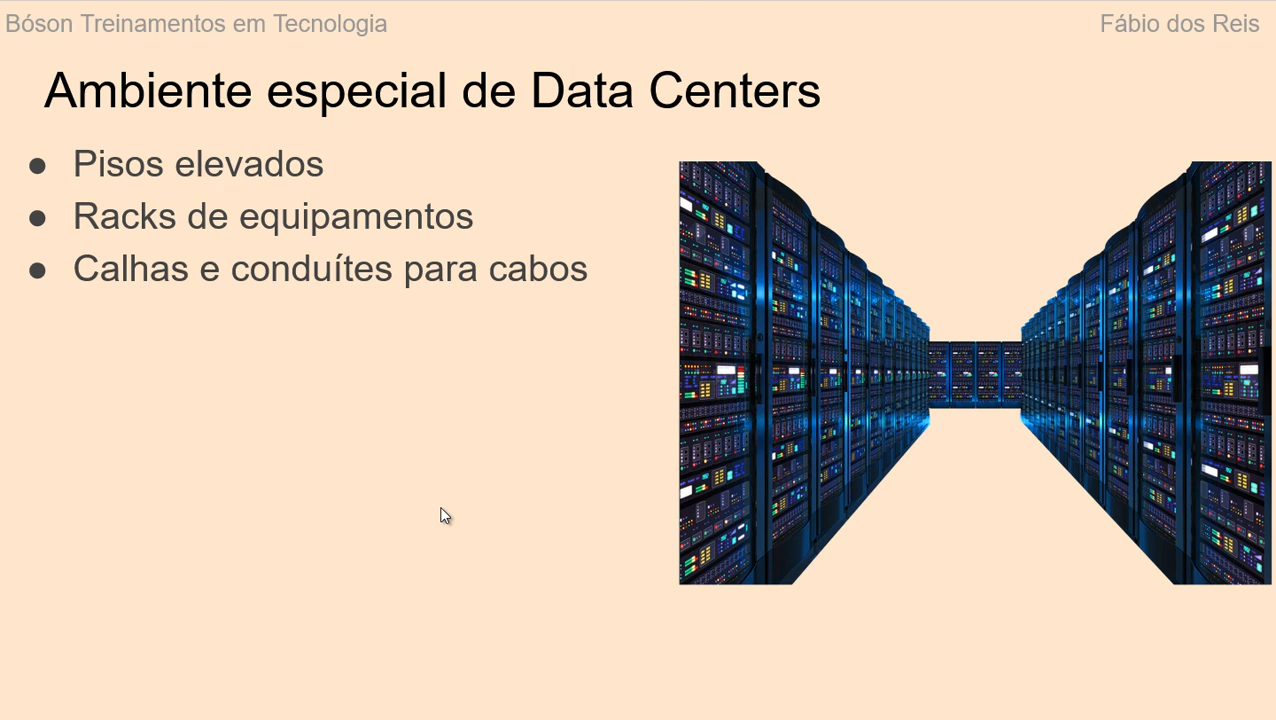 Bóson Treinamentos em Tecnologia
Fábio dos Reis
Ambiente especial de Data Centers
● Pisos elevados
● Racks de equipamentos
● Calhas e conduítes para cabos